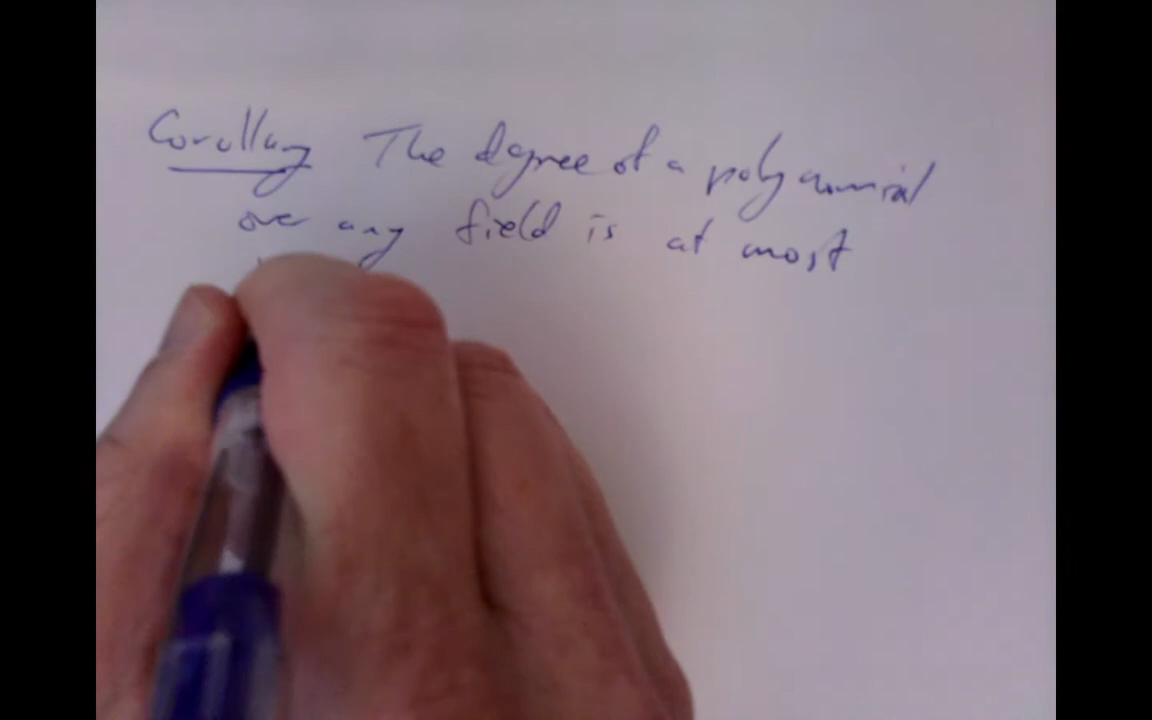 Corollary The degree of a polynomial
over any field is at most